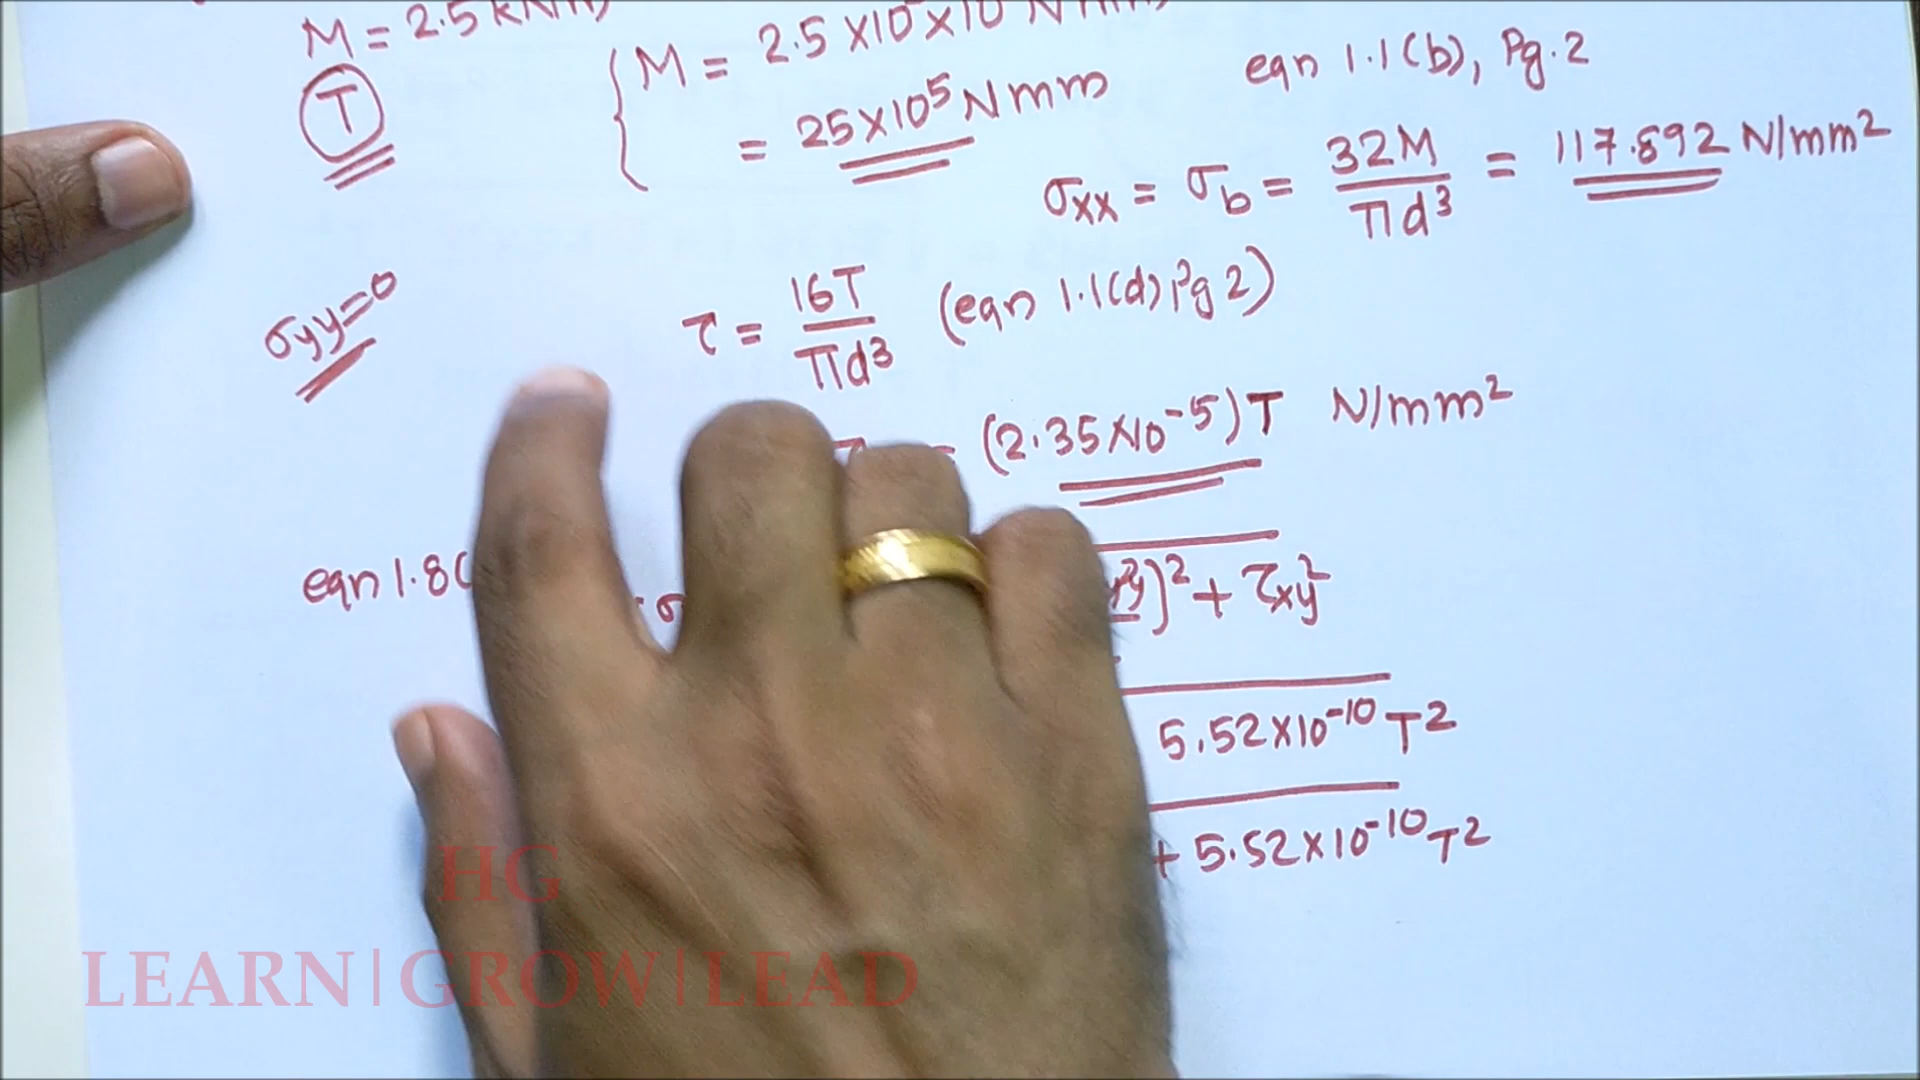 M = 2.5 kNm
T
M = 2.5 X10 X10 N mm
= 25X10⁵ N mm
eqn 1.1(b), Pg.2
σxx = σb = 32M / πd³ = 117.892 N/mm²
σyy=0
τ = 16T / πd³ (eqn 1.1(d) Pg 2)
= (2.35X10⁻⁵)T N/mm²
eqn 1.8(
)² + τxy²
5.52X10⁻¹⁰ T²
+ 5.52X10⁻¹⁰ T²
HG
LEARN|GROW|LEAD